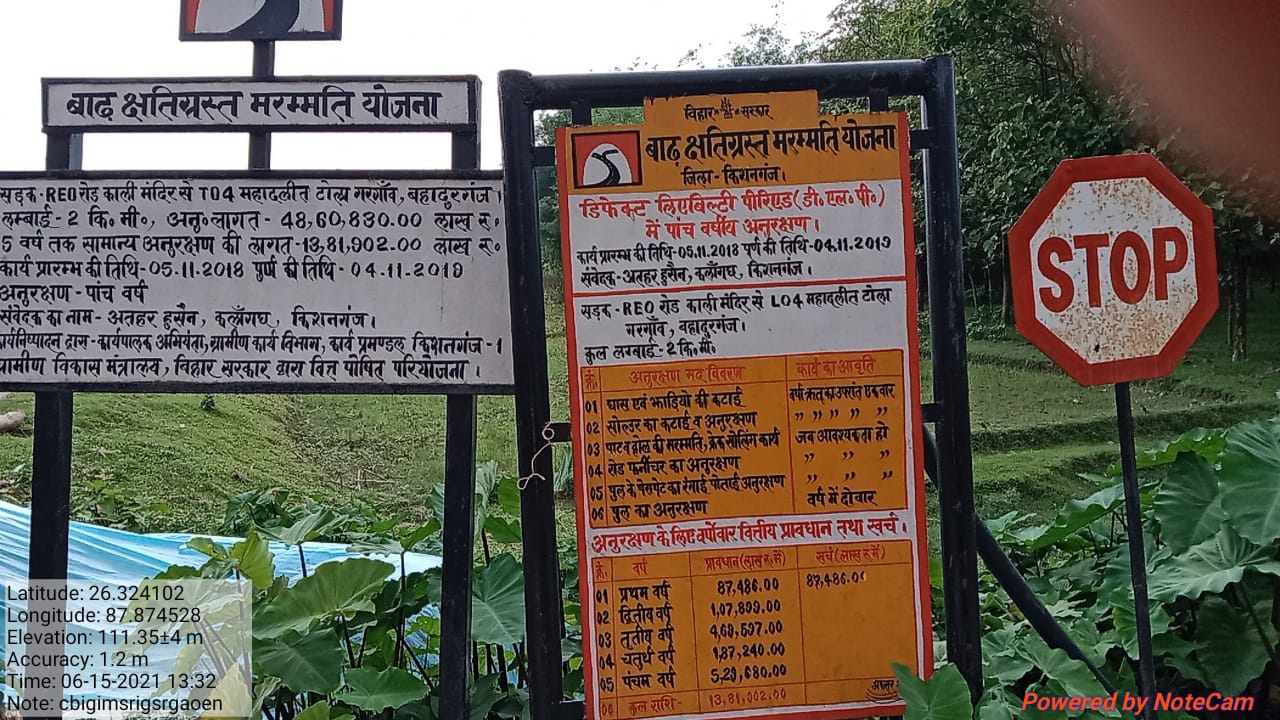 बाढ़ क्षतिग्रस्त मरम्मति योजना
सड़क-REO रोड काली मंदिर से T04 महादलीत टोला गरगाँव, बहादुरगंज।
लम्बाई- 2 कि॰ मी॰, अनु॰ लागत - 48,60,830.00 लाख रु॰
5 वर्ष तक सामान्य अनुरक्षण की लागत-13,81,902.00 लाख रु॰
कार्य प्रारम्भ की तिथि-05.11.2018 पुर्ण की तिथि- 04.11.2019
अनुरक्षण - पांच वर्ष
संवेदक का नाम- अतहर हुसैन, कलाँगघ, किशनगंज।
कार्यनिष्पादन द्वारा-कार्यपालक अभियंता, ग्रामीण कार्य विभाग, कार्य प्रमण्डल किशनगंज-1
ग्रामीण विकास मंत्रालय, बिहार सरकार द्वारा वित्त पोषित परियोजना।
बिहार सरकार
बाढ़ क्षतिग्रस्त मरम्मति योजना
जिला-किशनगंज।
डिफेक्ट लिएबिल्टी पीरिएड (डी॰ एल॰ पी॰)
में पांच वर्षीय अनुरक्षण।
कार्य प्रारम्भ की तिथि-05.11.2018 पूर्ण की तिथि-04.11.2019
संवेदक-अतहर हुसैन, कलाँगघ, किशनगंज।
सड़क-REO रोड काली मंदिर से L04 महादलीत टोला
गरगाँव, बहादुरगंज।
कुल लम्बाई-2 कि. मी.
क्रं. अनुरक्षण मद विवरण कार्य का आवृति
01 घास एवं झाड़ियो की कटाई वर्षा ऋतु का उपरांत एक बार
02 सोल्डर का कटाई व अनुरक्षण ,, ,, ,, ,, ,, ,,
03 पाट व होल की मरम्मति, क्रेक सीलिंग कार्य जब आवश्यकता हो
04 रोड फर्नीचर का अनुरक्षण ,, ,, ,,
05 पुल के पेरापेट का रंगाई पोताई अनुरक्षण ,, ,, ,,
06 पुल का अनुरक्षण वर्ष में दो बार
अनुरक्षण के लिए वर्षोवार वित्तीय प्रावधान तथा खर्च।
क्रं. वर्ष प्रावधान (लाख रु॰ में) खर्च (लाख रु॰ में)
01 प्रथम वर्ष 87,486.00 87,486.00
02 द्वितीय वर्ष 1,07,899.00
03 तृतीय वर्ष 4,69,597.00
04 चतुर्थ वर्ष 1,87,240.00
05 पंचम वर्ष 5,29,680.00
00 कुल राशि- 13,81,902.00
STOP
Latitude: 26.324102
Longitude: 87.874528
Elevation: 111.35±4 m
Accuracy: 1.2 m
Time: 06-15-2021 13:32
Note: cbigimsrigsrgaoen
Powered by NoteCam